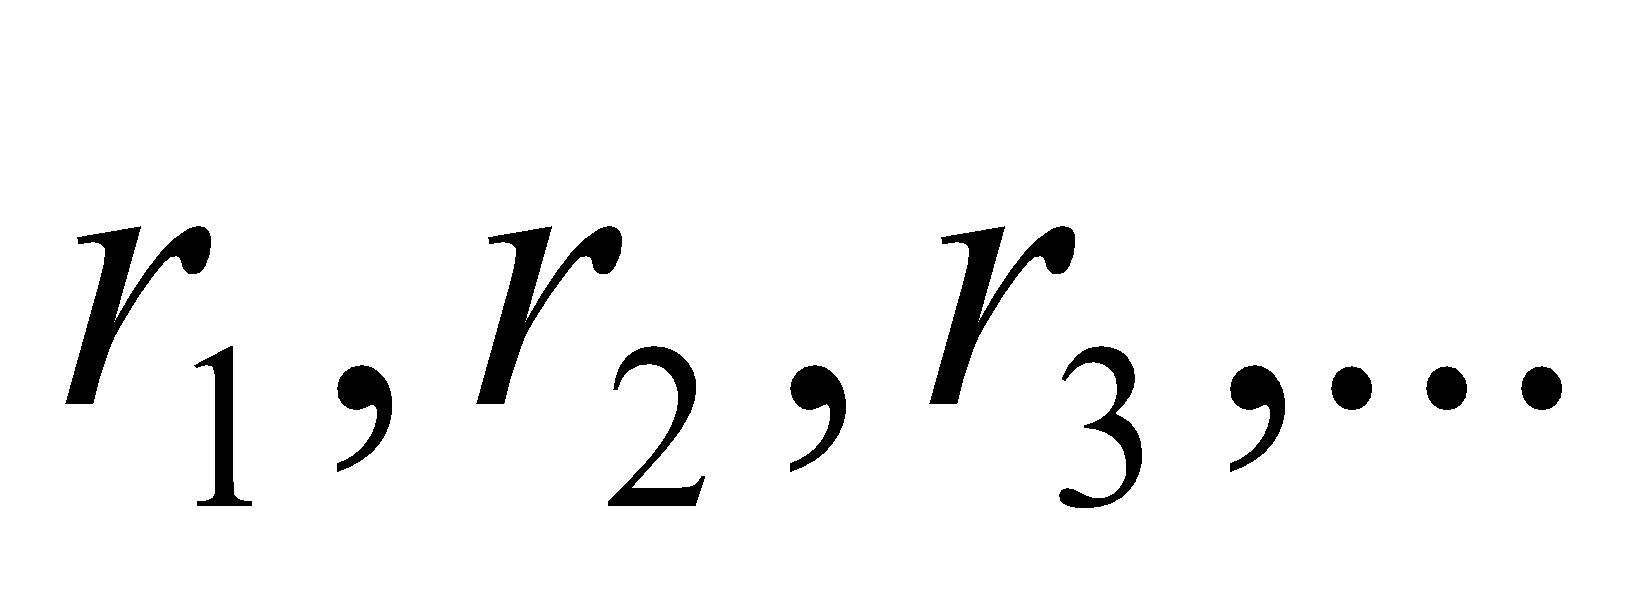 r₁, r₂, r₃,...